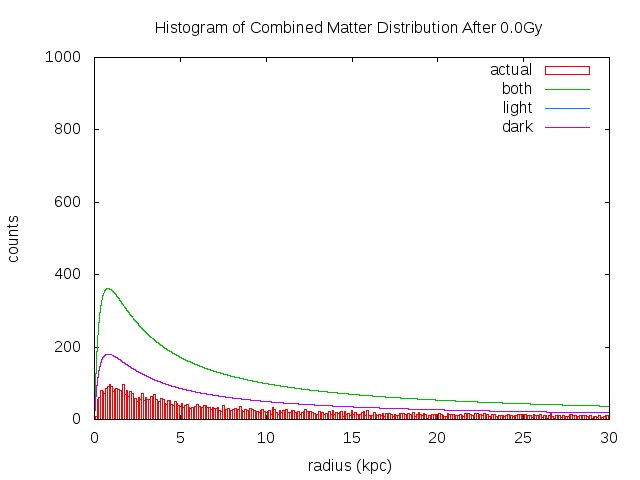 Histogram of Combined Matter Distribution After 0.0Gy
1000
800
600
400
200
0
counts
actual
both
light
dark
0 5 10 15 20 25 30
radius (kpc)